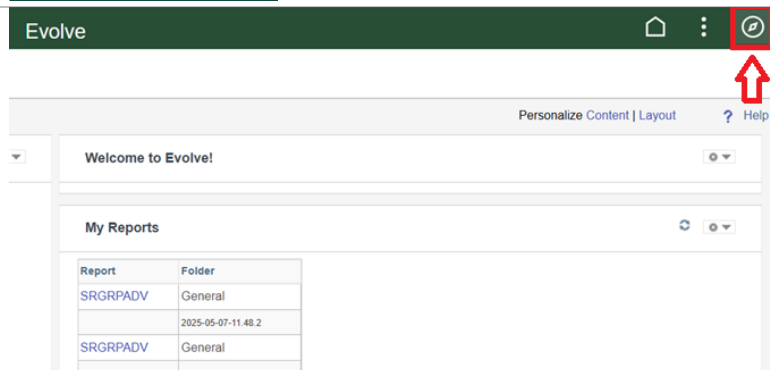 Evolve
Personalize Content | Layout ? Help
Welcome to Evolve!
My Reports
Report Folder
SRGRPADV General
2025-05-07-11.48.2
SRGRPADV General